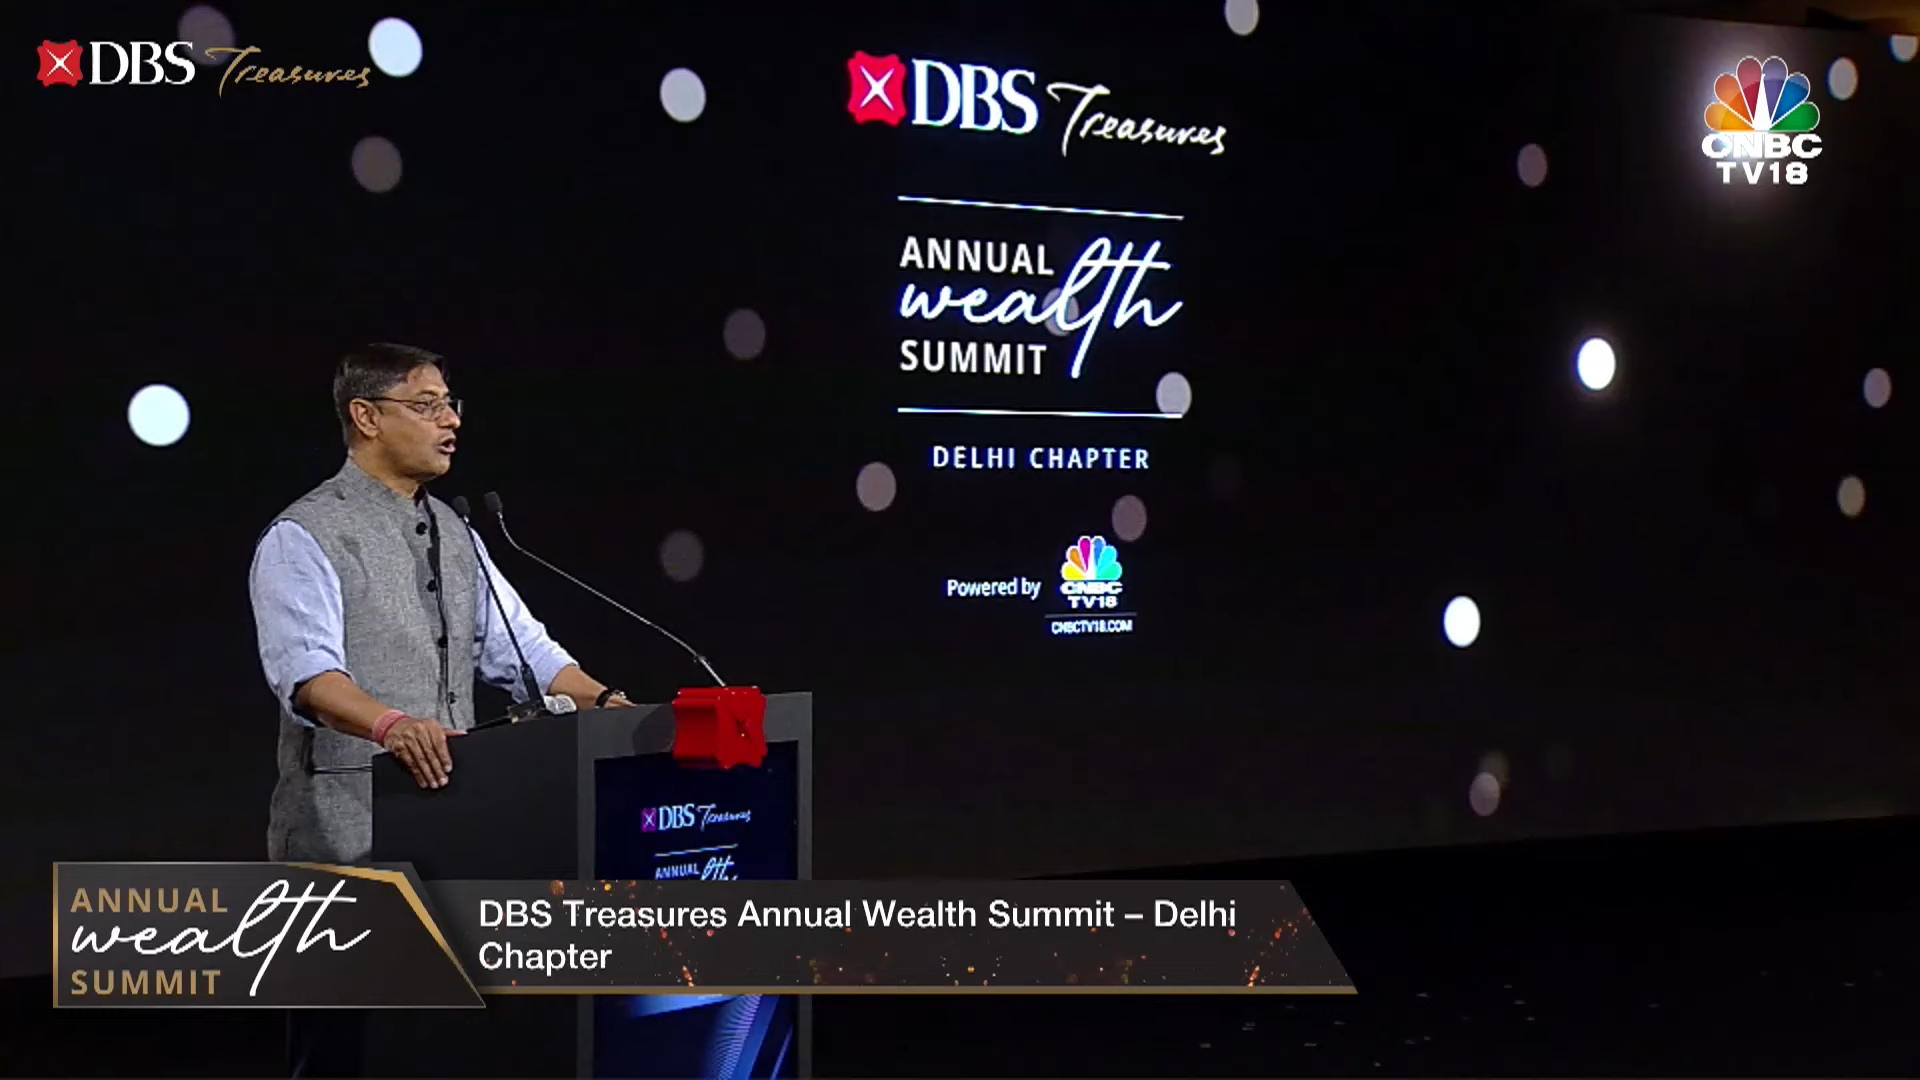 DBS Treasures
DBS Treasures
CNBC
TV18
ANNUAL
wealth
SUMMIT
DELHI CHAPTER
Powered by
CNBC
TV18
CNBCTV18.COM
DBS Treasures
ANNUAL
lth
ANNUAL
wealth
SUMMIT
DBS Treasures Annual Wealth Summit – Delhi
Chapter